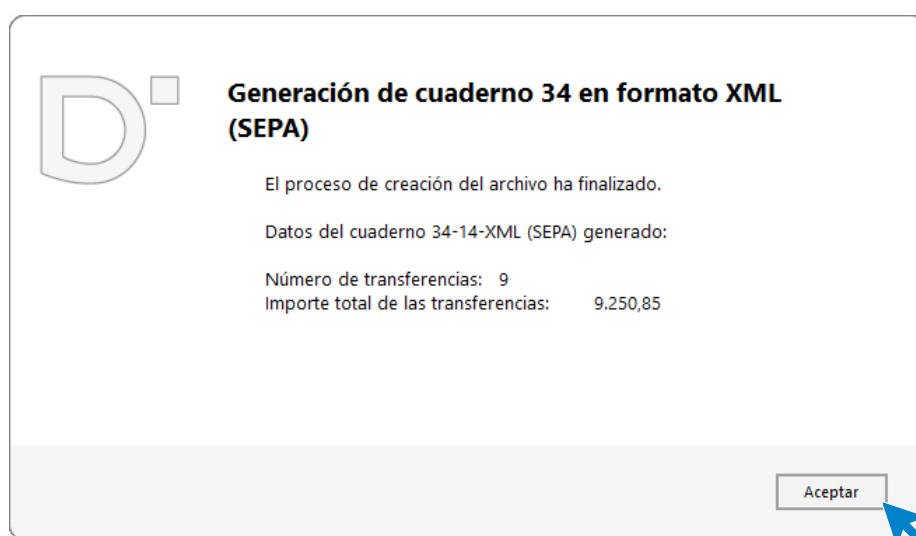 Generación de cuaderno 34 en formato XML
(SEPA)
El proceso de creación del archivo ha finalizado.
Datos del cuaderno 34-14-XML (SEPA) generado:
Número de transferencias: 9
Importe total de las transferencias: 9.250,85
Aceptar